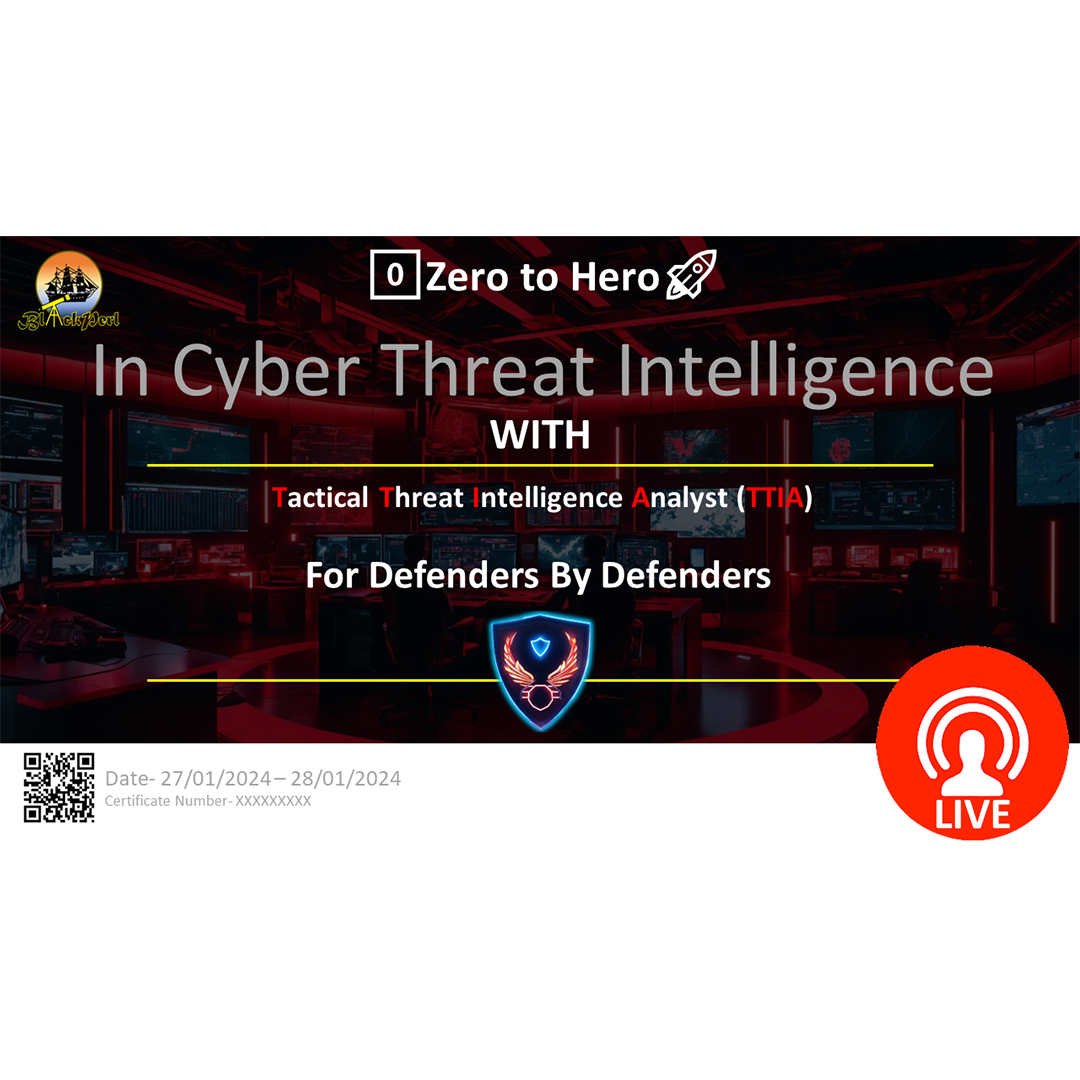 0 Zero to Hero
BlAckPerl
In Cyber Threat Intelligence
WITH
Tactical Threat Intelligence Analyst (TTIA)
For Defenders By Defenders
Date- 27/01/2024 – 28/01/2024
Certificate Number- XXXXXXXXX
LIVE